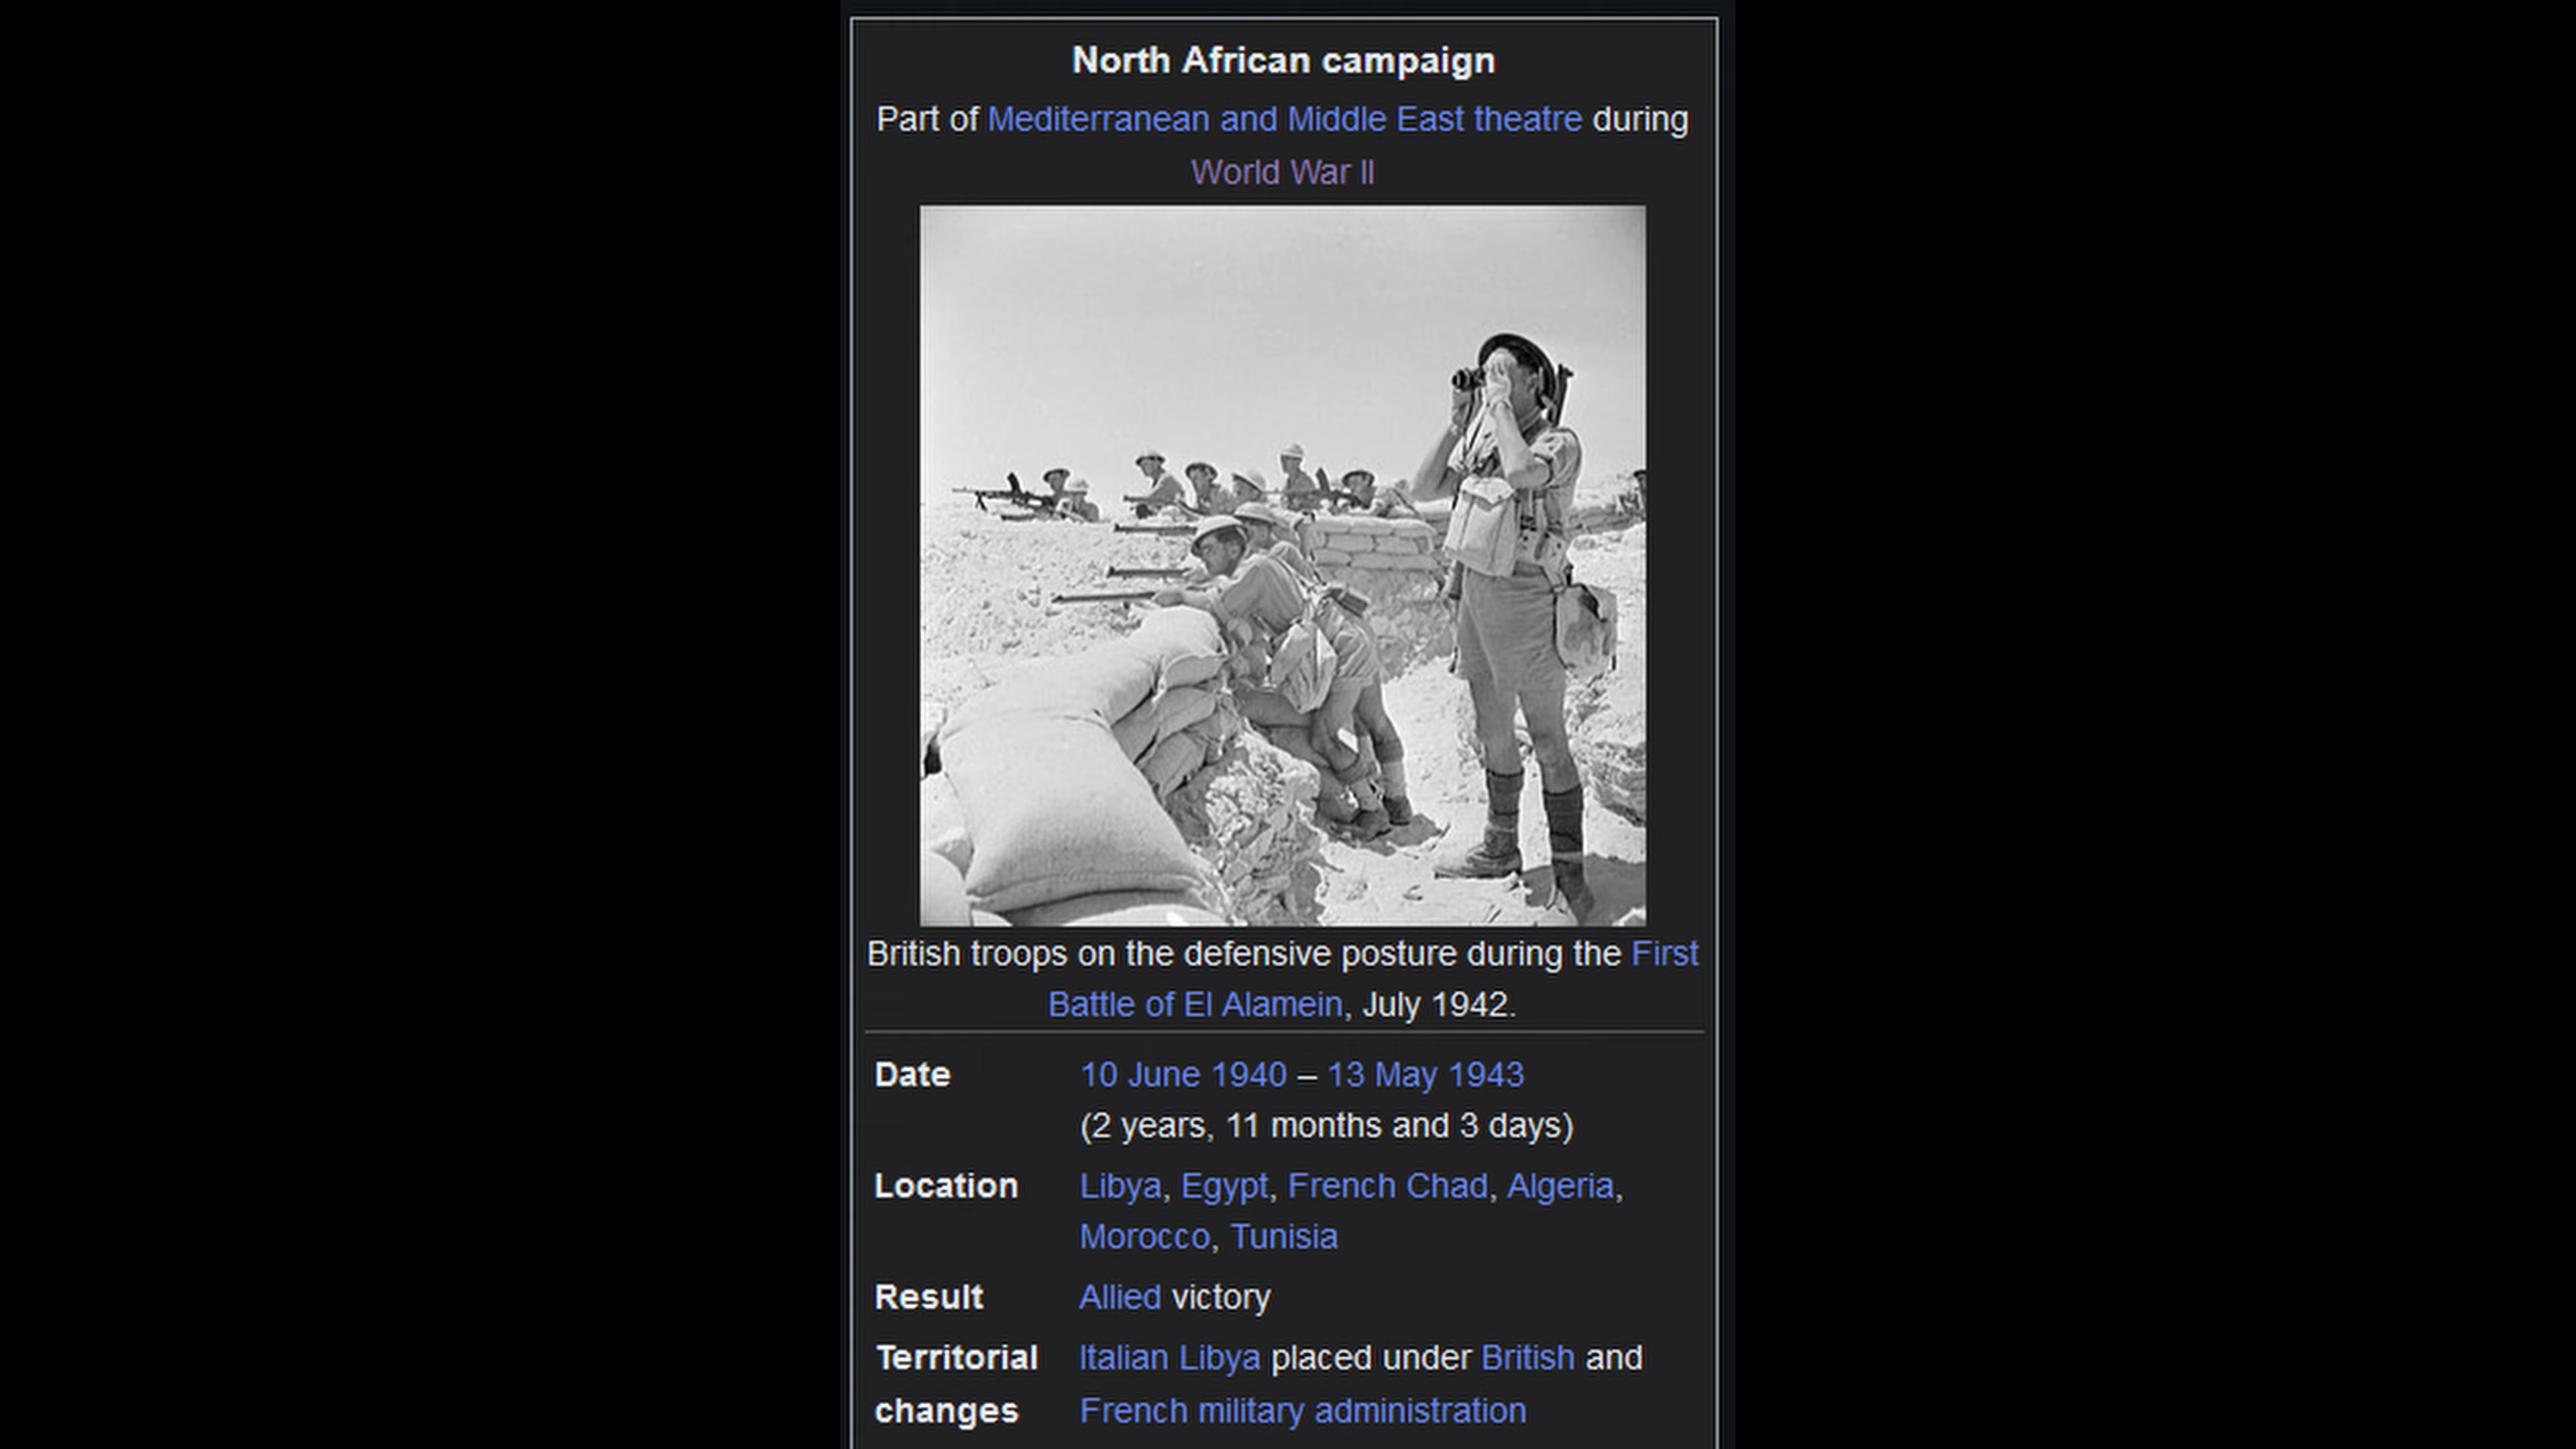 North African campaign
Part of Mediterranean and Middle East theatre during
World War II
British troops on the defensive posture during the First
Battle of El Alamein, July 1942.
Date 10 June 1940 – 13 May 1943
(2 years, 11 months and 3 days)
Location Libya, Egypt, French Chad, Algeria,
Morocco, Tunisia
Result Allied victory
Territorial Italian Libya placed under British and
changes French military administration